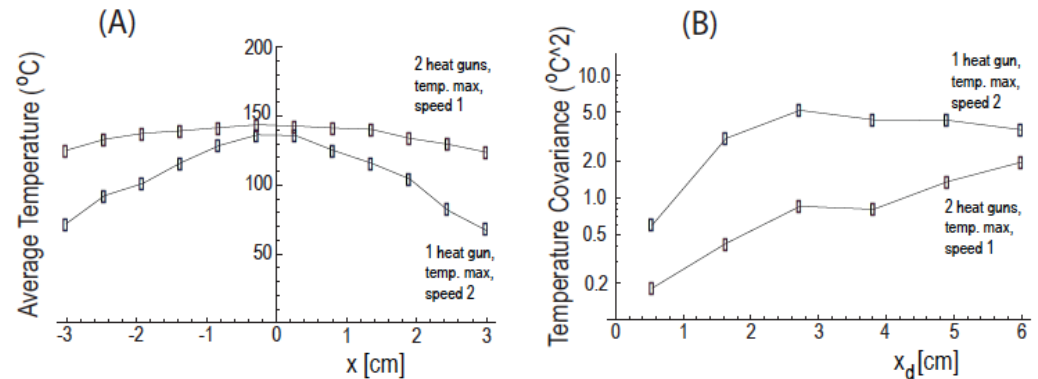 (A)
Average Temperature (°C)
200
150
100
50
2 heat guns,
temp. max,
speed 1
1 heat gun,
temp. max,
speed 2
-3 -2 -1 0 1 2 3
x [cm]
(B)
Temperature Covariance (°C^2)
10.0
5.0
2.0
1.0
0.5
0.2
1 heat gun,
temp. max,
speed 2
2 heat guns,
temp. max,
speed 1
0 1 2 3 4 5 6
x_d [cm]